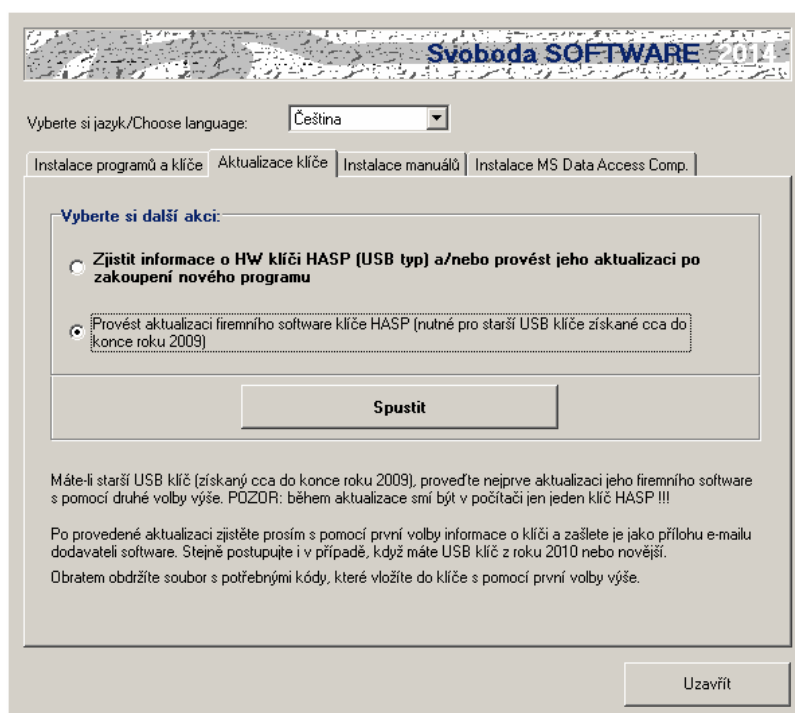 Svoboda SOFTWARE 2014
Vyberte si jazyk/Choose language: Čeština
Instalace programů a klíče Aktualizace klíče Instalace manuálů Instalace MS Data Access Comp.
Vyberte si další akci:
Zjistit informace o HW klíči HASP (USB typ) a/nebo provést jeho aktualizaci po
zakoupení nového programu
Provést aktualizaci firemního software klíče HASP (nutné pro starší USB klíče získané cca do
konce roku 2009)
Spustit
Máte-li starší USB klíč (získaný cca do konce roku 2009), proveďte nejprve aktualizaci jeho firemního software
s pomocí druhé volby výše. POZOR: během aktualizace smí být v počítači jen jeden klíč HASP !!!
Po provedené aktualizaci zjistěte prosím s pomocí první volby informace o klíči a zašlete je jako přílohu e-mailu
dodavateli software. Stejně postupujte i v případě, když máte USB klíč z roku 2010 nebo novější.
Obratem obdržíte soubor s potřebnými kódy, které vložíte do klíče s pomocí první volby výše.
Uzavřít